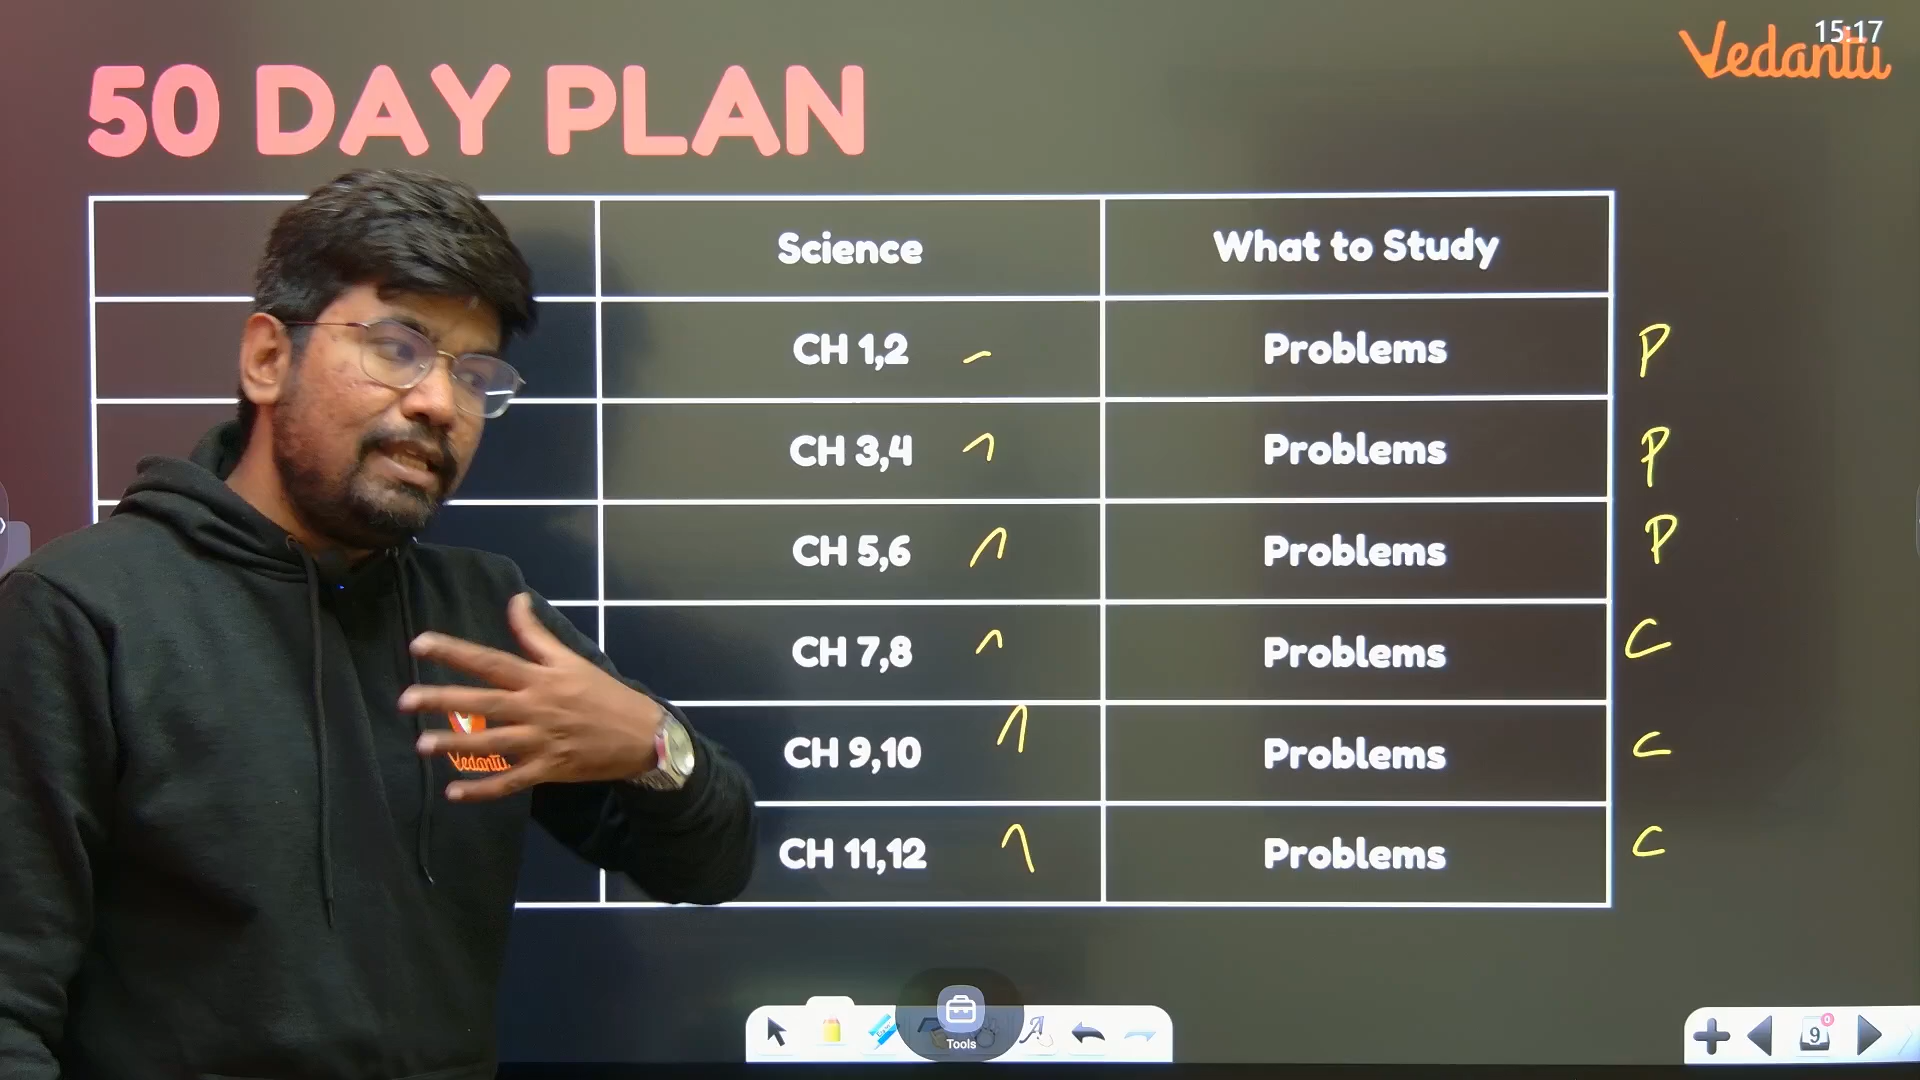 15:17
Vedantu
50 DAY PLAN
Science What to Study
CH 1,2 Problems P
CH 3,4 Problems P
CH 5,6 Problems P
CH 7,8 Problems C
Vedantu
CH 9,10 Problems C
CH 11,12 Problems C
Tools
9
0